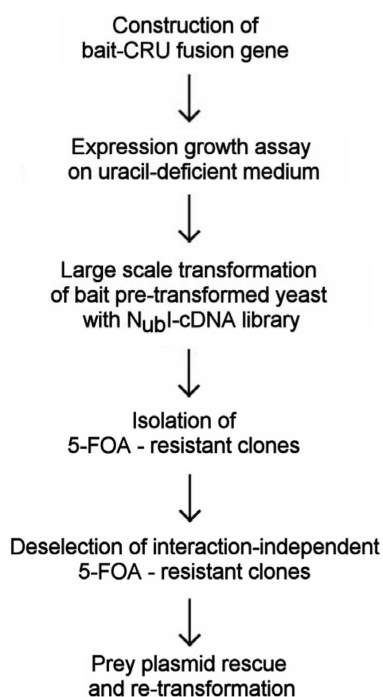 Construction of
bait-CRU fusion gene
Expression growth assay
on uracil-deficient medium
Large scale transformation
of bait pre-transformed yeast
with NubI-cDNA library
Isolation of
5-FOA - resistant clones
Deselection of interaction-independent
5-FOA - resistant clones
Prey plasmid rescue
and re-transformation